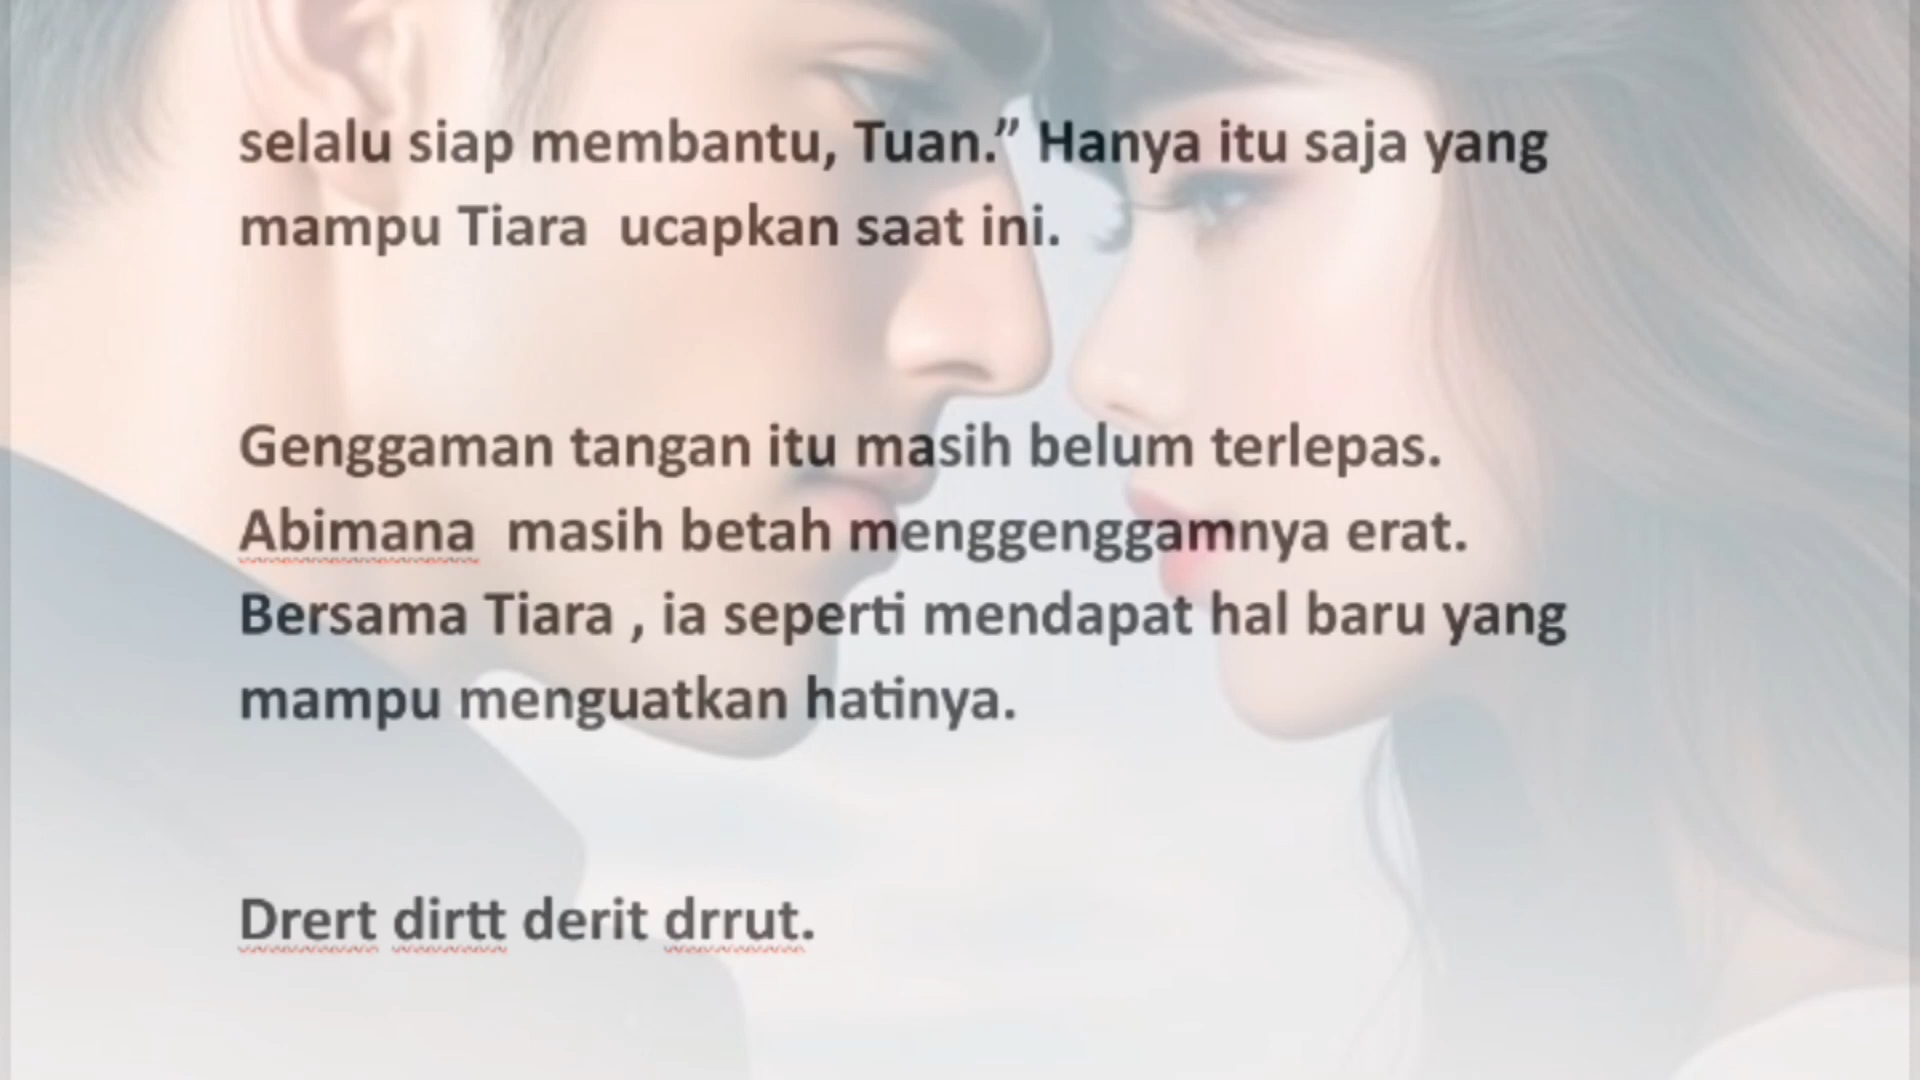 selalu siap membantu, Tuan.” Hanya itu saja yang
mampu Tiara  ucapkan saat ini.
Genggaman tangan itu masih belum terlepas.
Abimana  masih betah menggenggamnya erat.
Bersama Tiara , ia seperti mendapat hal baru yang
mampu menguatkan hatinya.
Drert dirtt derit drrut.